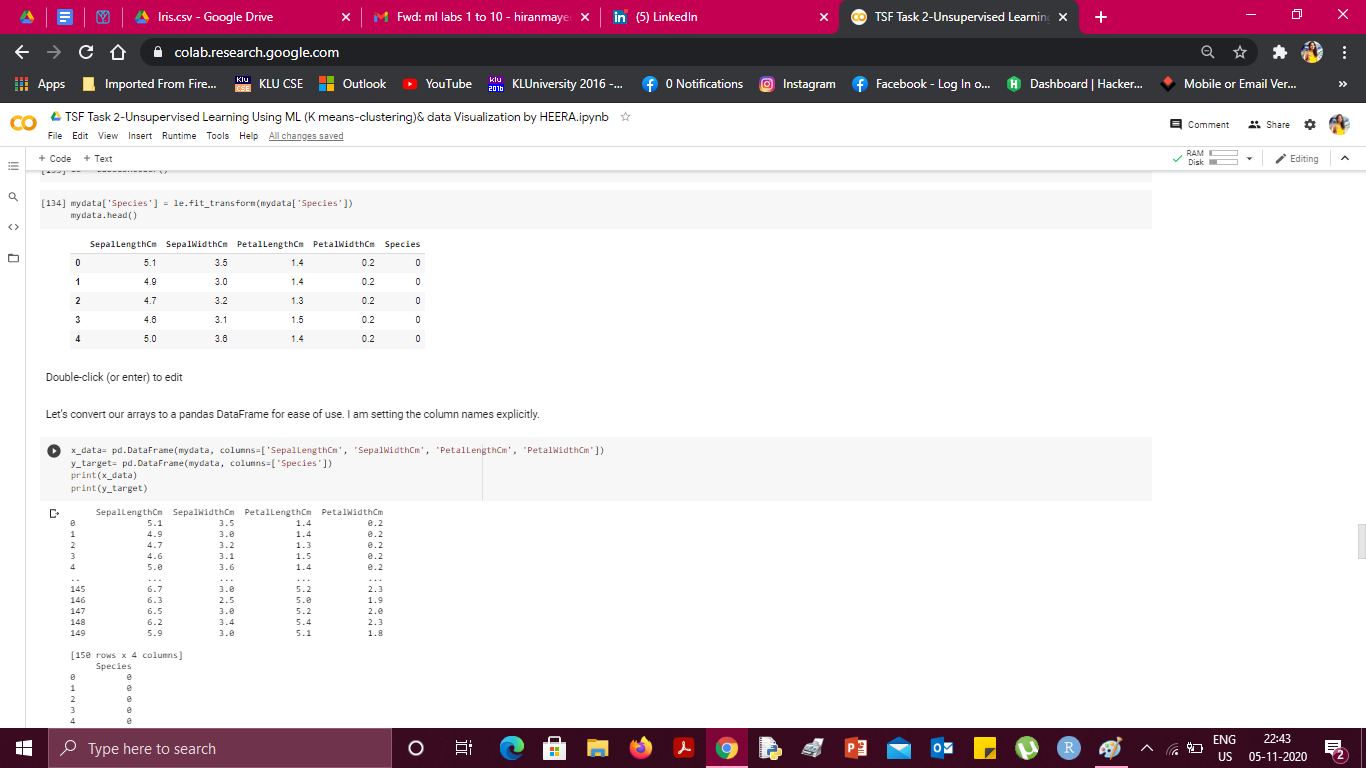 Iris.csv - Google Drive
Fwd: ml labs 1 to 10 - hiranmaye
(5) LinkedIn
TSF Task 2-Unsupervised Learnin
colab.research.google.com
Apps
Imported From Fire...
KLU CSE
Outlook
YouTube
KLUniversity 2016 -...
0 Notifications
Instagram
Facebook - Log In o...
Dashboard | Hacker...
Mobile or Email Ver...
TSF Task 2-Unsupervised Learning Using ML (K means-clustering)& data Visualization by HEERA.ipynb
File Edit View Insert Runtime Tools Help All changes saved
Comment
Share
+ Code + Text
RAM
Disk
Editing
[134] mydata['Species'] = le.fit_transform(mydata['Species'])
mydata.head()
SepalLengthCm SepalWidthCm PetalLengthCm PetalWidthCm Species
0 5.1 3.5 1.4 0.2 0
1 4.9 3.0 1.4 0.2 0
2 4.7 3.2 1.3 0.2 0
3 4.6 3.1 1.5 0.2 0
4 5.0 3.6 1.4 0.2 0
Double-click (or enter) to edit
Let's convert our arrays to a pandas DataFrame for ease of use. I am setting the column names explicitly.
x_data= pd.DataFrame(mydata, columns=['SepalLengthCm', 'SepalWidthCm', 'PetalLengthCm', 'PetalWidthCm'])
y_target= pd.DataFrame(mydata, columns=['Species'])
print(x_data)
print(y_target)
SepalLengthCm SepalWidthCm PetalLengthCm PetalWidthCm
0 5.1 3.5 1.4 0.2
1 4.9 3.0 1.4 0.2
2 4.7 3.2 1.3 0.2
3 4.6 3.1 1.5 0.2
4 5.0 3.6 1.4 0.2
.. ... ... ... ...
145 6.7 3.0 5.2 2.3
146 6.3 2.5 5.0 1.9
147 6.5 3.0 5.2 2.0
148 6.2 3.4 5.4 2.3
149 5.9 3.0 5.1 1.8
[150 rows x 4 columns]
Species
0 0
1 0
2 0
3 0
4 0
Type here to search
ENG
US
22:43
05-11-2020
2